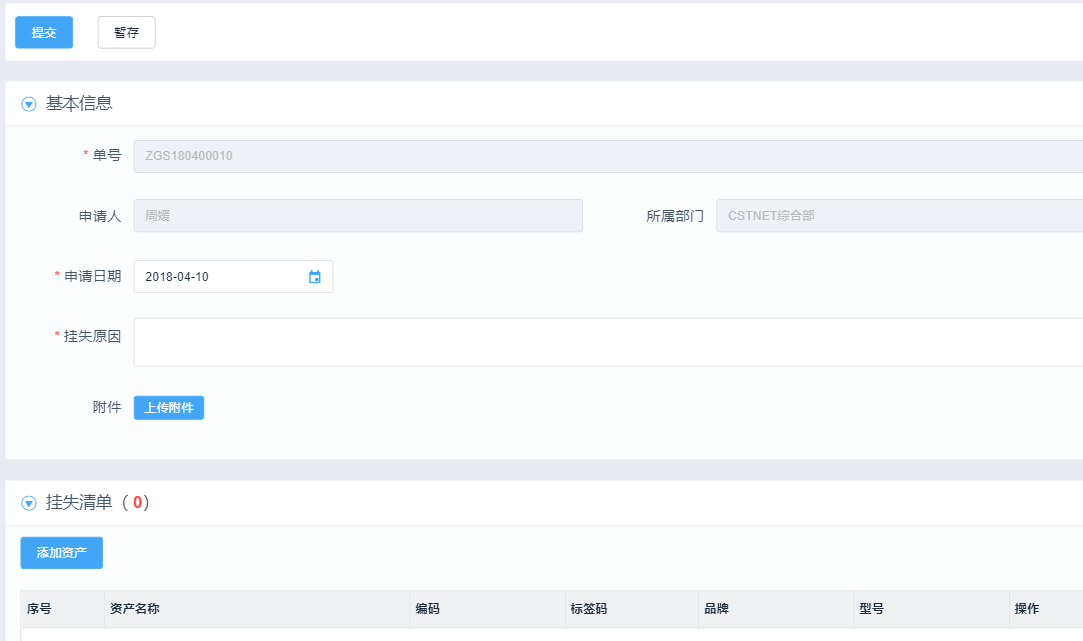 提交 暂存
基本信息
* 单号 ZGS180400010
申请人 周媛 所属部门 CSTNET综合部
* 申请日期 2018-04-10
* 挂失原因
附件 上传附件
挂失清单 ( 0 )
添加资产
序号 资产名称 编码 标签码 品牌 型号 操作